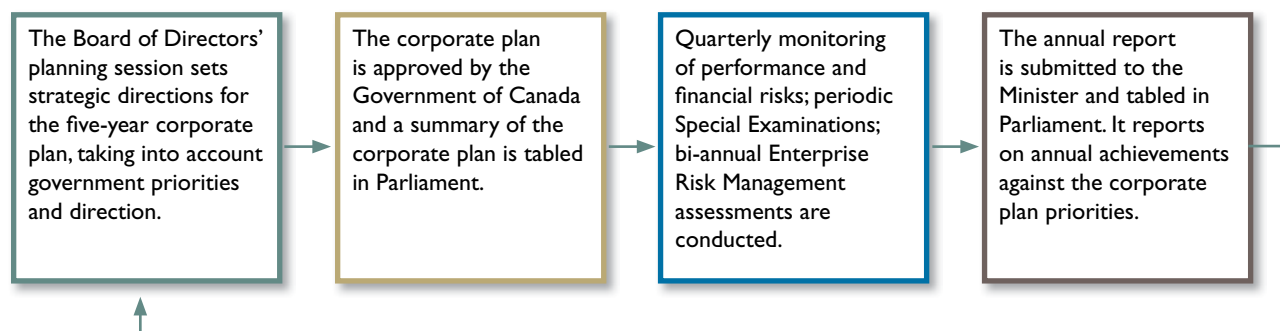 The Board of Directors’
planning session sets
strategic directions for
the five-year corporate
plan, taking into account
government priorities
and direction.
The corporate plan
is approved by the
Government of Canada
and a summary of the
corporate plan is tabled
in Parliament.
Quarterly monitoring
of performance and
financial risks; periodic
Special Examinations;
bi-annual Enterprise
Risk Management
assessments are
conducted.
The annual report
is submitted to the
Minister and tabled in
Parliament. It reports
on annual achievements
against the corporate
plan priorities.